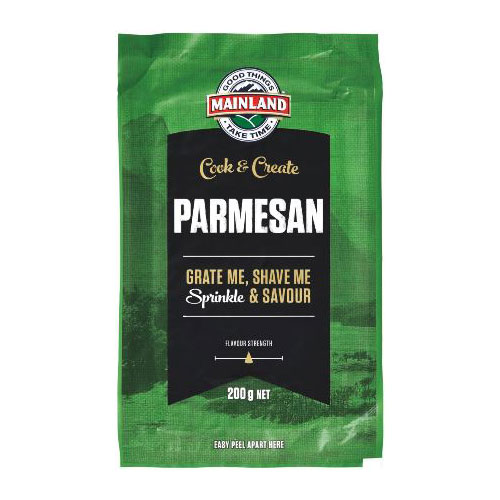 GOOD THINGS
MAINLAND
TAKE TIME
Cook & Create
PARMESAN
GRATE ME, SHAVE ME
Sprinkle & SAVOUR
FLAVOUR STRENGTH
200g NET
EASY PEEL APART HERE